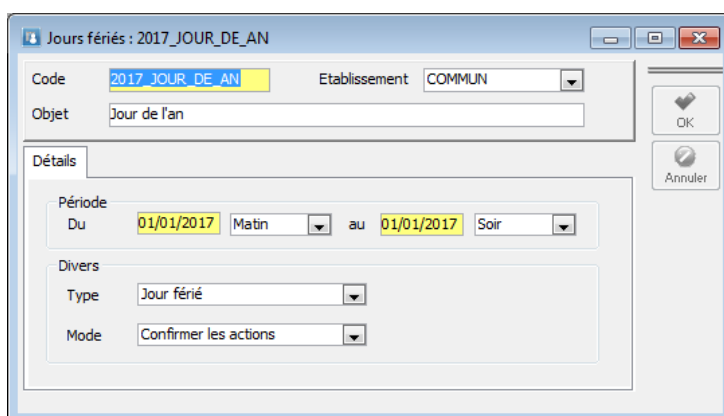 Jours fériés : 2017_JOUR_DE_AN
Code 2017_JOUR_DE_AN Etablissement COMMUN
Objet Jour de l'an
OK
Annuler
Détails
Période
Du 01/01/2017 Matin au 01/01/2017 Soir
Divers
Type Jour férié
Mode Confirmer les actions